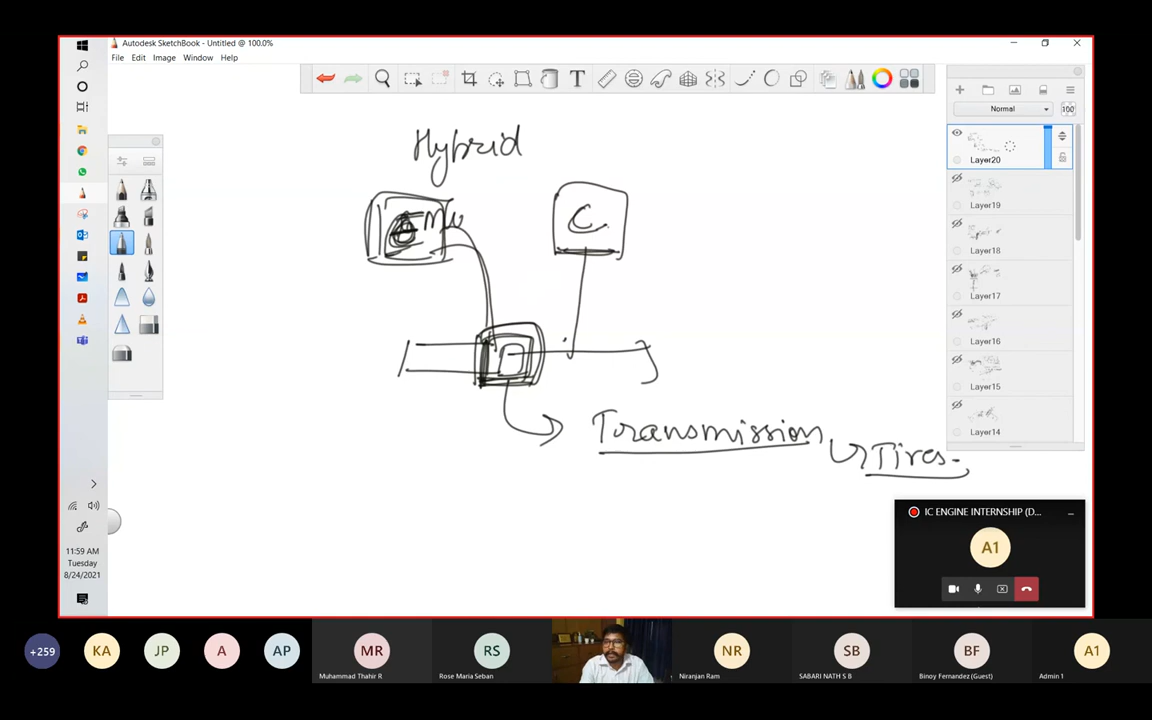 Autodesk SketchBook - Untitled @ 100.0%
File Edit Image Window Help
Normal
100
Layer20
Layer19
Layer18
Layer17
Layer16
Layer15
Layer14
Hybrid
C
Transmission
Tires
11:59 AM
Tuesday
8/24/2021
IC ENGINE INTERNSHIP (D...
A1
+259
KA
JP
A
AP
MR
RS
NR
SB
BF
A1
Muhammad Thahir R
Rose Maria Seban
Niranjan Ram
SABARI NATH S B
Binoy Fernandez (Guest)
Admin 1